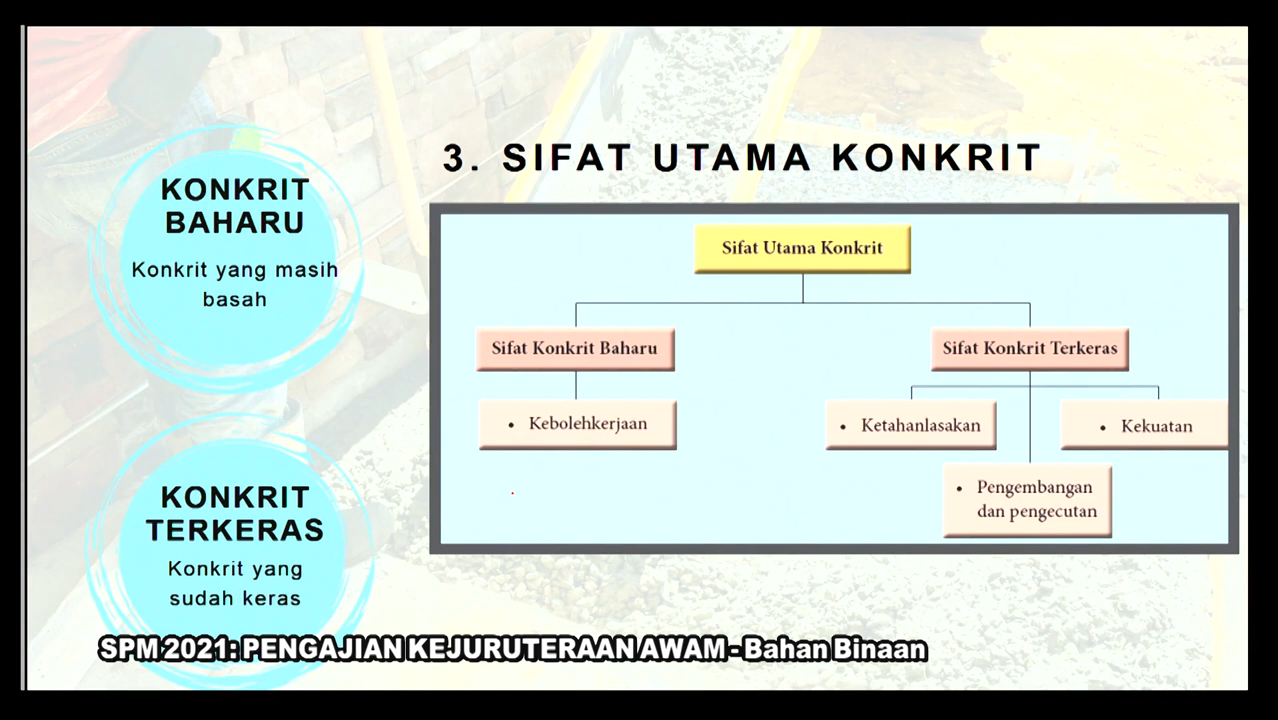 3. SIFAT UTAMA KONKRIT
KONKRIT
BAHARU
Konkrit yang masih
basah
KONKRIT
TERKERAS
Konkrit yang
sudah keras
Sifat Utama Konkrit
Sifat Konkrit Baharu
Sifat Konkrit Terkeras
• Kebolehkerjaan
• Ketahanlasakan
• Kekuatan
• Pengembangan
dan pengecutan
SPM 2021: PENGAJIAN KEJURUTERAAN AWAM - Bahan Binaan